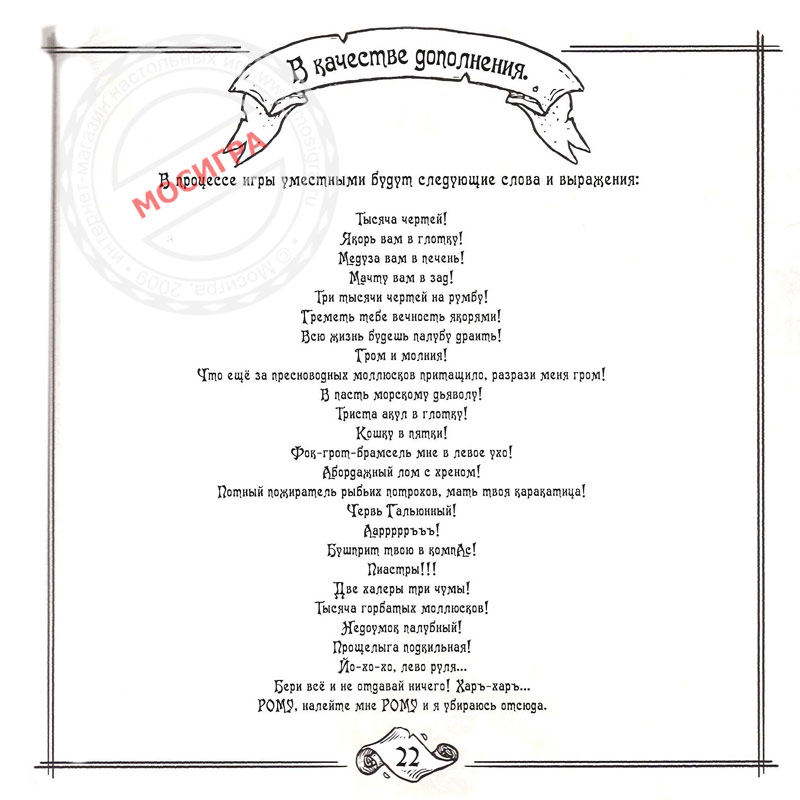 В качестве дополнения.
интернет-магазин настольных игр www.mosigra.ru
© Мосигра, 2009
МОСИГРА
В процессе игры уместными будут следующие слова и выражения:
Тысяча чертей!
Якорь вам в глотку!
Медуза вам в печень!
Мачту вам в зад!
Три тысячи чертей на румбу!
Греметь тебе вечность якорями!
Всю жизнь будешь палубу драить!
Гром и молния!
Что ещё за пресноводных моллюсков притащило, разрази меня гром!
В пасть морскому дьяволу!
Триста акул в глотку!
Кошку в пятки!
Фок-грот-брамсель мне в левое ухо!
Абордажный лом с хреном!
Потный пожиратель рыбьих потрохов, мать твоя каракатица!
Червь Гальюнный!
Ааррррръъъ!
Бушприт твою в компАс!
Пиастры!!!
Две халеры три чумы!
Тысяча горбатых моллюсков!
Недоумок палубный!
Прощелыга подкильная!
Йо-хо-хо, лево руля...
Бери всё и не отдавай ничего! Харъ-харъ...
РОМУ, налейте мне РОМУ и я убираюсь отсюда.
22